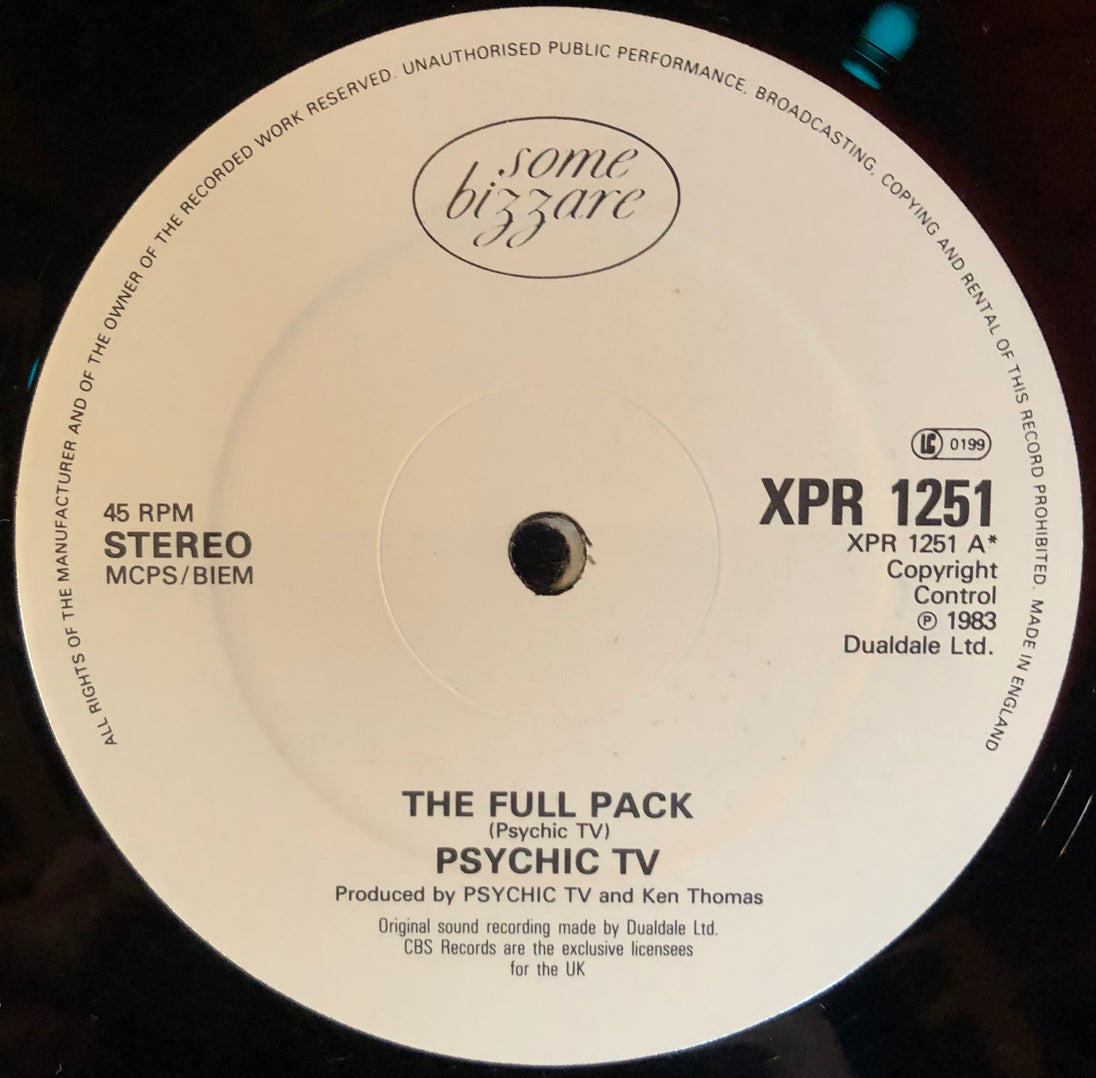 ALL RIGHTS OF THE MANUFACTURER AND OF THE OWNER OF THE RECORDED WORK RESERVED. UNAUTHORISED PUBLIC PERFORMANCE, BROADCASTING, COPYING AND RENTAL OF THIS RECORD PROHIBITED. MADE IN ENGLAND
some
bizzare
LC 0199
45 RPM
STEREO
MCPS/BIEM
XPR 1251
XPR 1251 A*
Copyright
Control
℗ 1983
Dualdale Ltd.
THE FULL PACK
(Psychic TV)
PSYCHIC TV
Produced by PSYCHIC TV and Ken Thomas
Original sound recording made by Dualdale Ltd.
CBS Records are the exclusive licensees
for the UK